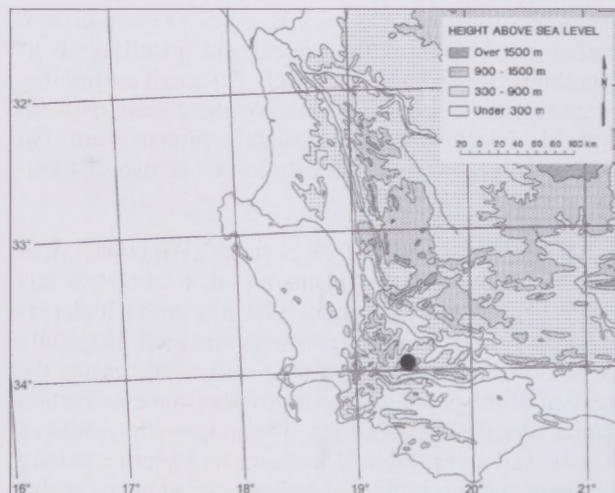 HEIGHT ABOVE SEA LEVEL
Over 1500 m
900 - 1500 m
300 - 900 m
Under 300 m
N
20 0 20 40 60 80 100 km
32°
33°
34°
16° 17° 18° 19° 20° 21°